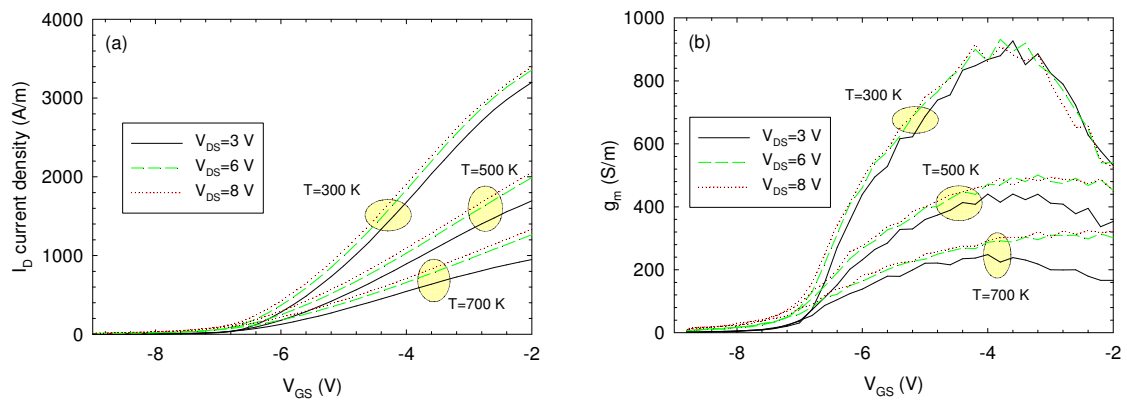 (a)
I_D current density (A/m)
4000
3000
2000
1000
0
V_DS=3 V
V_DS=6 V
V_DS=8 V
T=300 K
T=500 K
T=700 K
-8
-6
-4
-2
V_GS (V)
(b)
g_m (S/m)
1000
800
600
400
200
0
T=300 K
V_DS=3 V
V_DS=6 V
V_DS=8 V
T=500 K
T=700 K
-8
-6
-4
-2
V_GS (V)